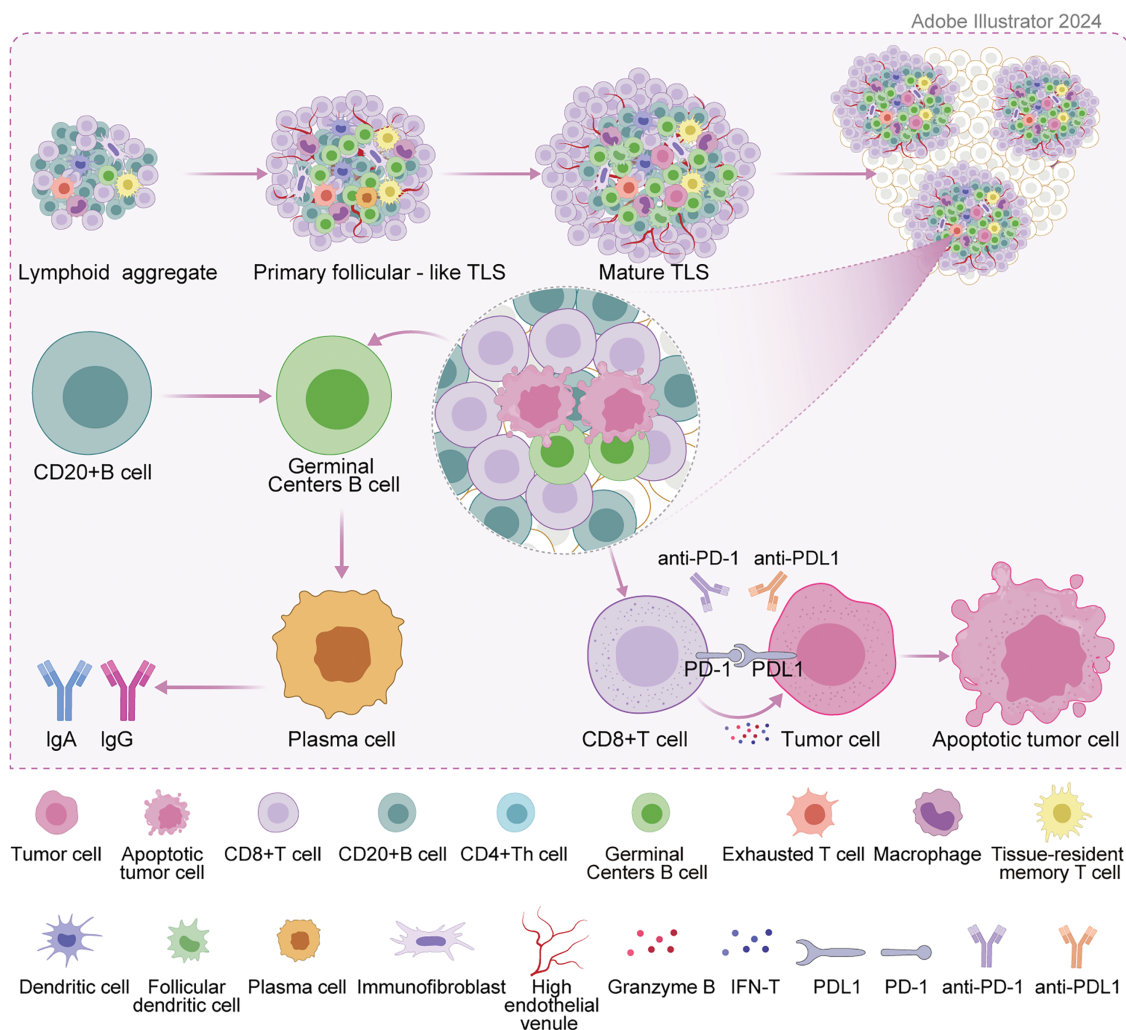 Adobe Illustrator 2024
Lymphoid aggregate
Primary follicular - like TLS
Mature TLS
CD20+B cell
Germinal
Centers B cell
anti-PD-1
anti-PDL1
PD-1
PDL1
IgA
IgG
Plasma cell
CD8+T cell
Tumor cell
Apoptotic tumor cell
Tumor cell
Apoptotic
tumor cell
CD8+T cell
CD20+B cell
CD4+Th cell
Germinal
Centers B cell
Exhausted T cell
Macrophage
Tissue-resident
memory T cell
Dendritic cell
Follicular
dendritic cell
Plasma cell
Immunofibroblast
High
endothelial
venule
Granzyme B
IFN-T
PDL1
PD-1
anti-PD-1
anti-PDL1